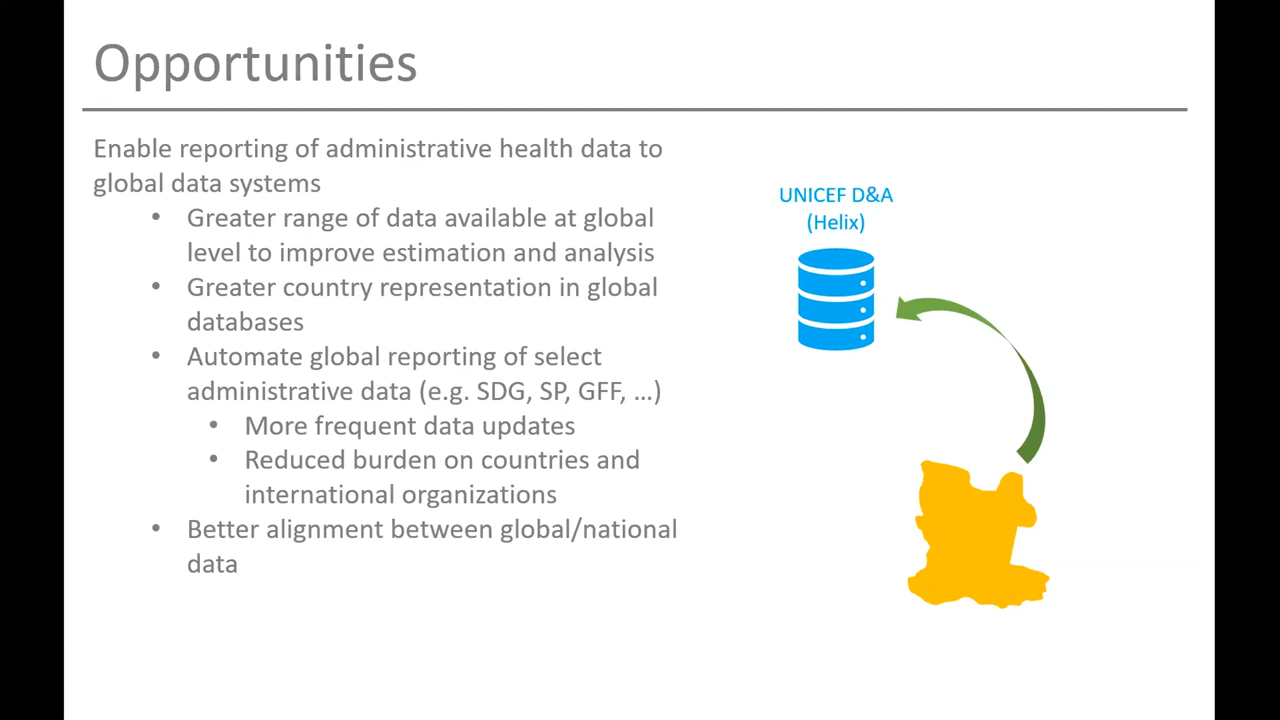 Opportunities
Enable reporting of administrative health data to
global data systems
• Greater range of data available at global
level to improve estimation and analysis
• Greater country representation in global
databases
• Automate global reporting of select
administrative data (e.g. SDG, SP, GFF, ...)
• More frequent data updates
• Reduced burden on countries and
international organizations
• Better alignment between global/national
data
UNICEF D&A
(Helix)